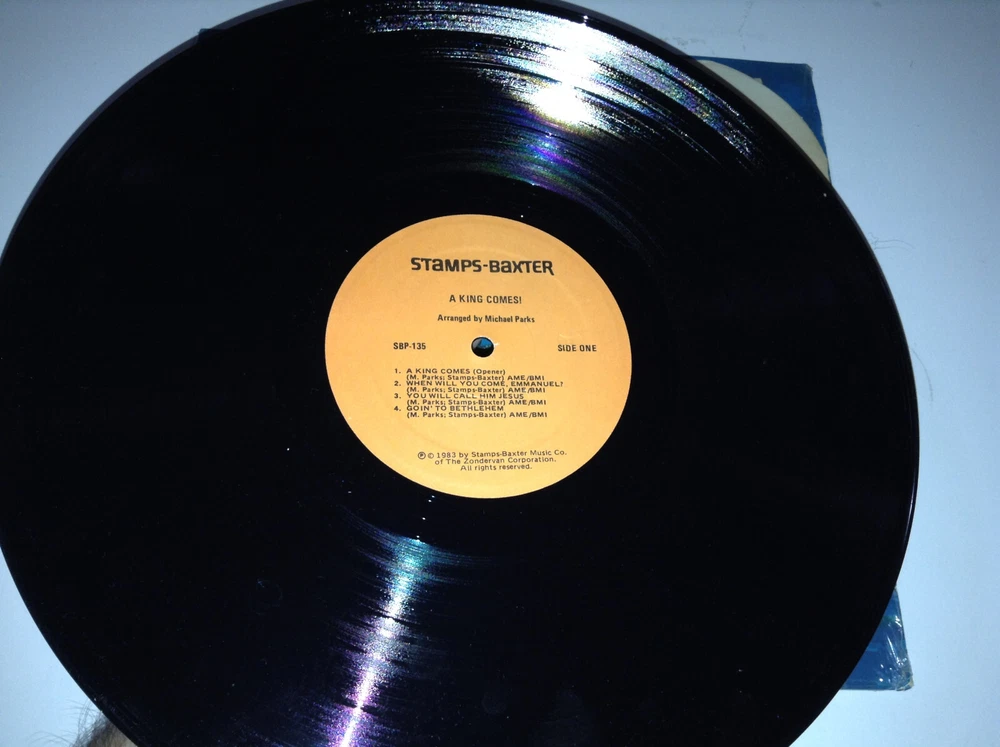 STaMPS-BaXTER
A KING COMES!
Arranged by Michael Parks
SBP-135 SIDE ONE
1. A KING COMES (Opener)
(M. Parks; Stamps-Baxter) AME/BMI
2. WHEN WILL YOU COME, EMMANUEL?
(M. Parks; Stamps-Baxter) AME/BMI
3. YOU WILL CALL HIM JESUS
(M. Parks; Stamps-Baxter) AME/BMI
4. GOIN' TO BETHLEHEM
(M. Parks; Stamps-Baxter) AME/BMI
℗ © 1983 by Stamps-Baxter Music Co.
of The Zondervan Corporation.
All rights reserved.